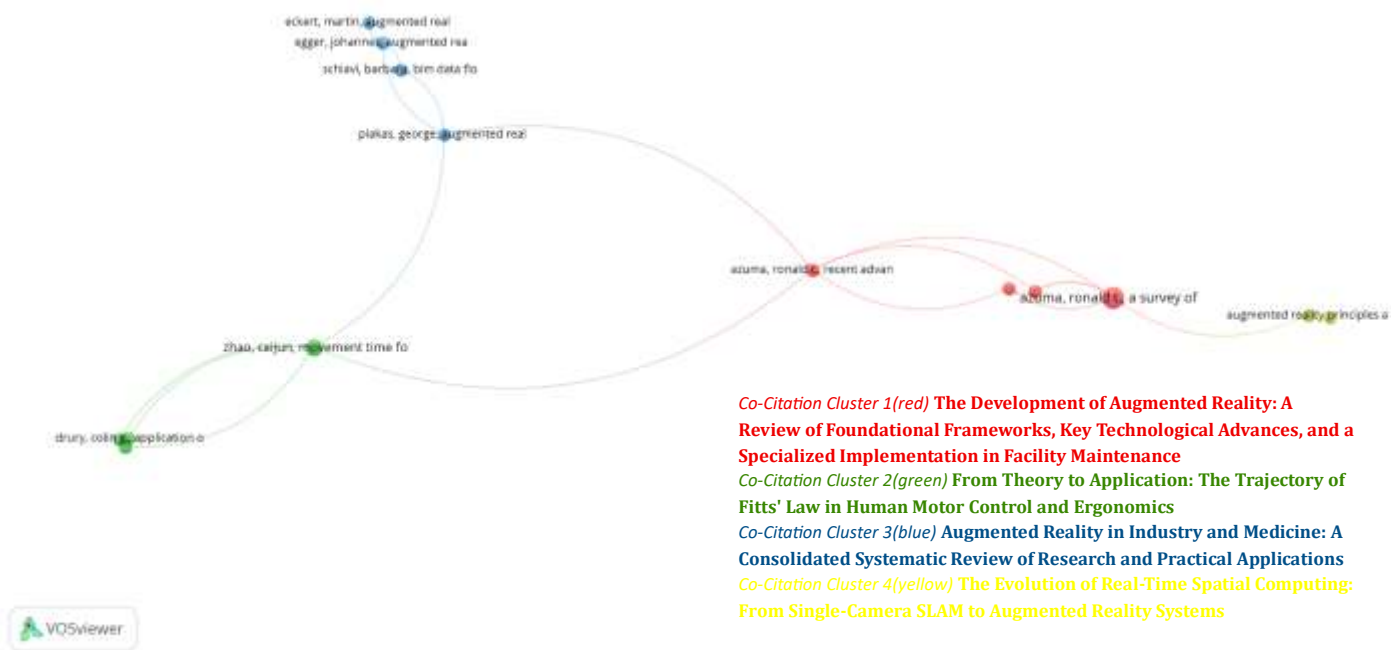 eckert, martin, augmented real
egger, johannes, augmented rea
schiavi, barbara, bim data flo
plakas, george, augmented real
azuma, ronald t., recent advan
azuma, ronald t., a survey of
augmented reality principles a
zhao, caijun, movement time fo
drury, colin g., application o
Co-Citation Cluster 1(red) The Development of Augmented Reality: A
Review of Foundational Frameworks, Key Technological Advances, and a
Specialized Implementation in Facility Maintenance
Co-Citation Cluster 2(green) From Theory to Application: The Trajectory of
Fitts' Law in Human Motor Control and Ergonomics
Co-Citation Cluster 3(blue) Augmented Reality in Industry and Medicine: A
Consolidated Systematic Review of Research and Practical Applications
Co-Citation Cluster 4(yellow) The Evolution of Real-Time Spatial Computing:
From Single-Camera SLAM to Augmented Reality Systems
VOSviewer